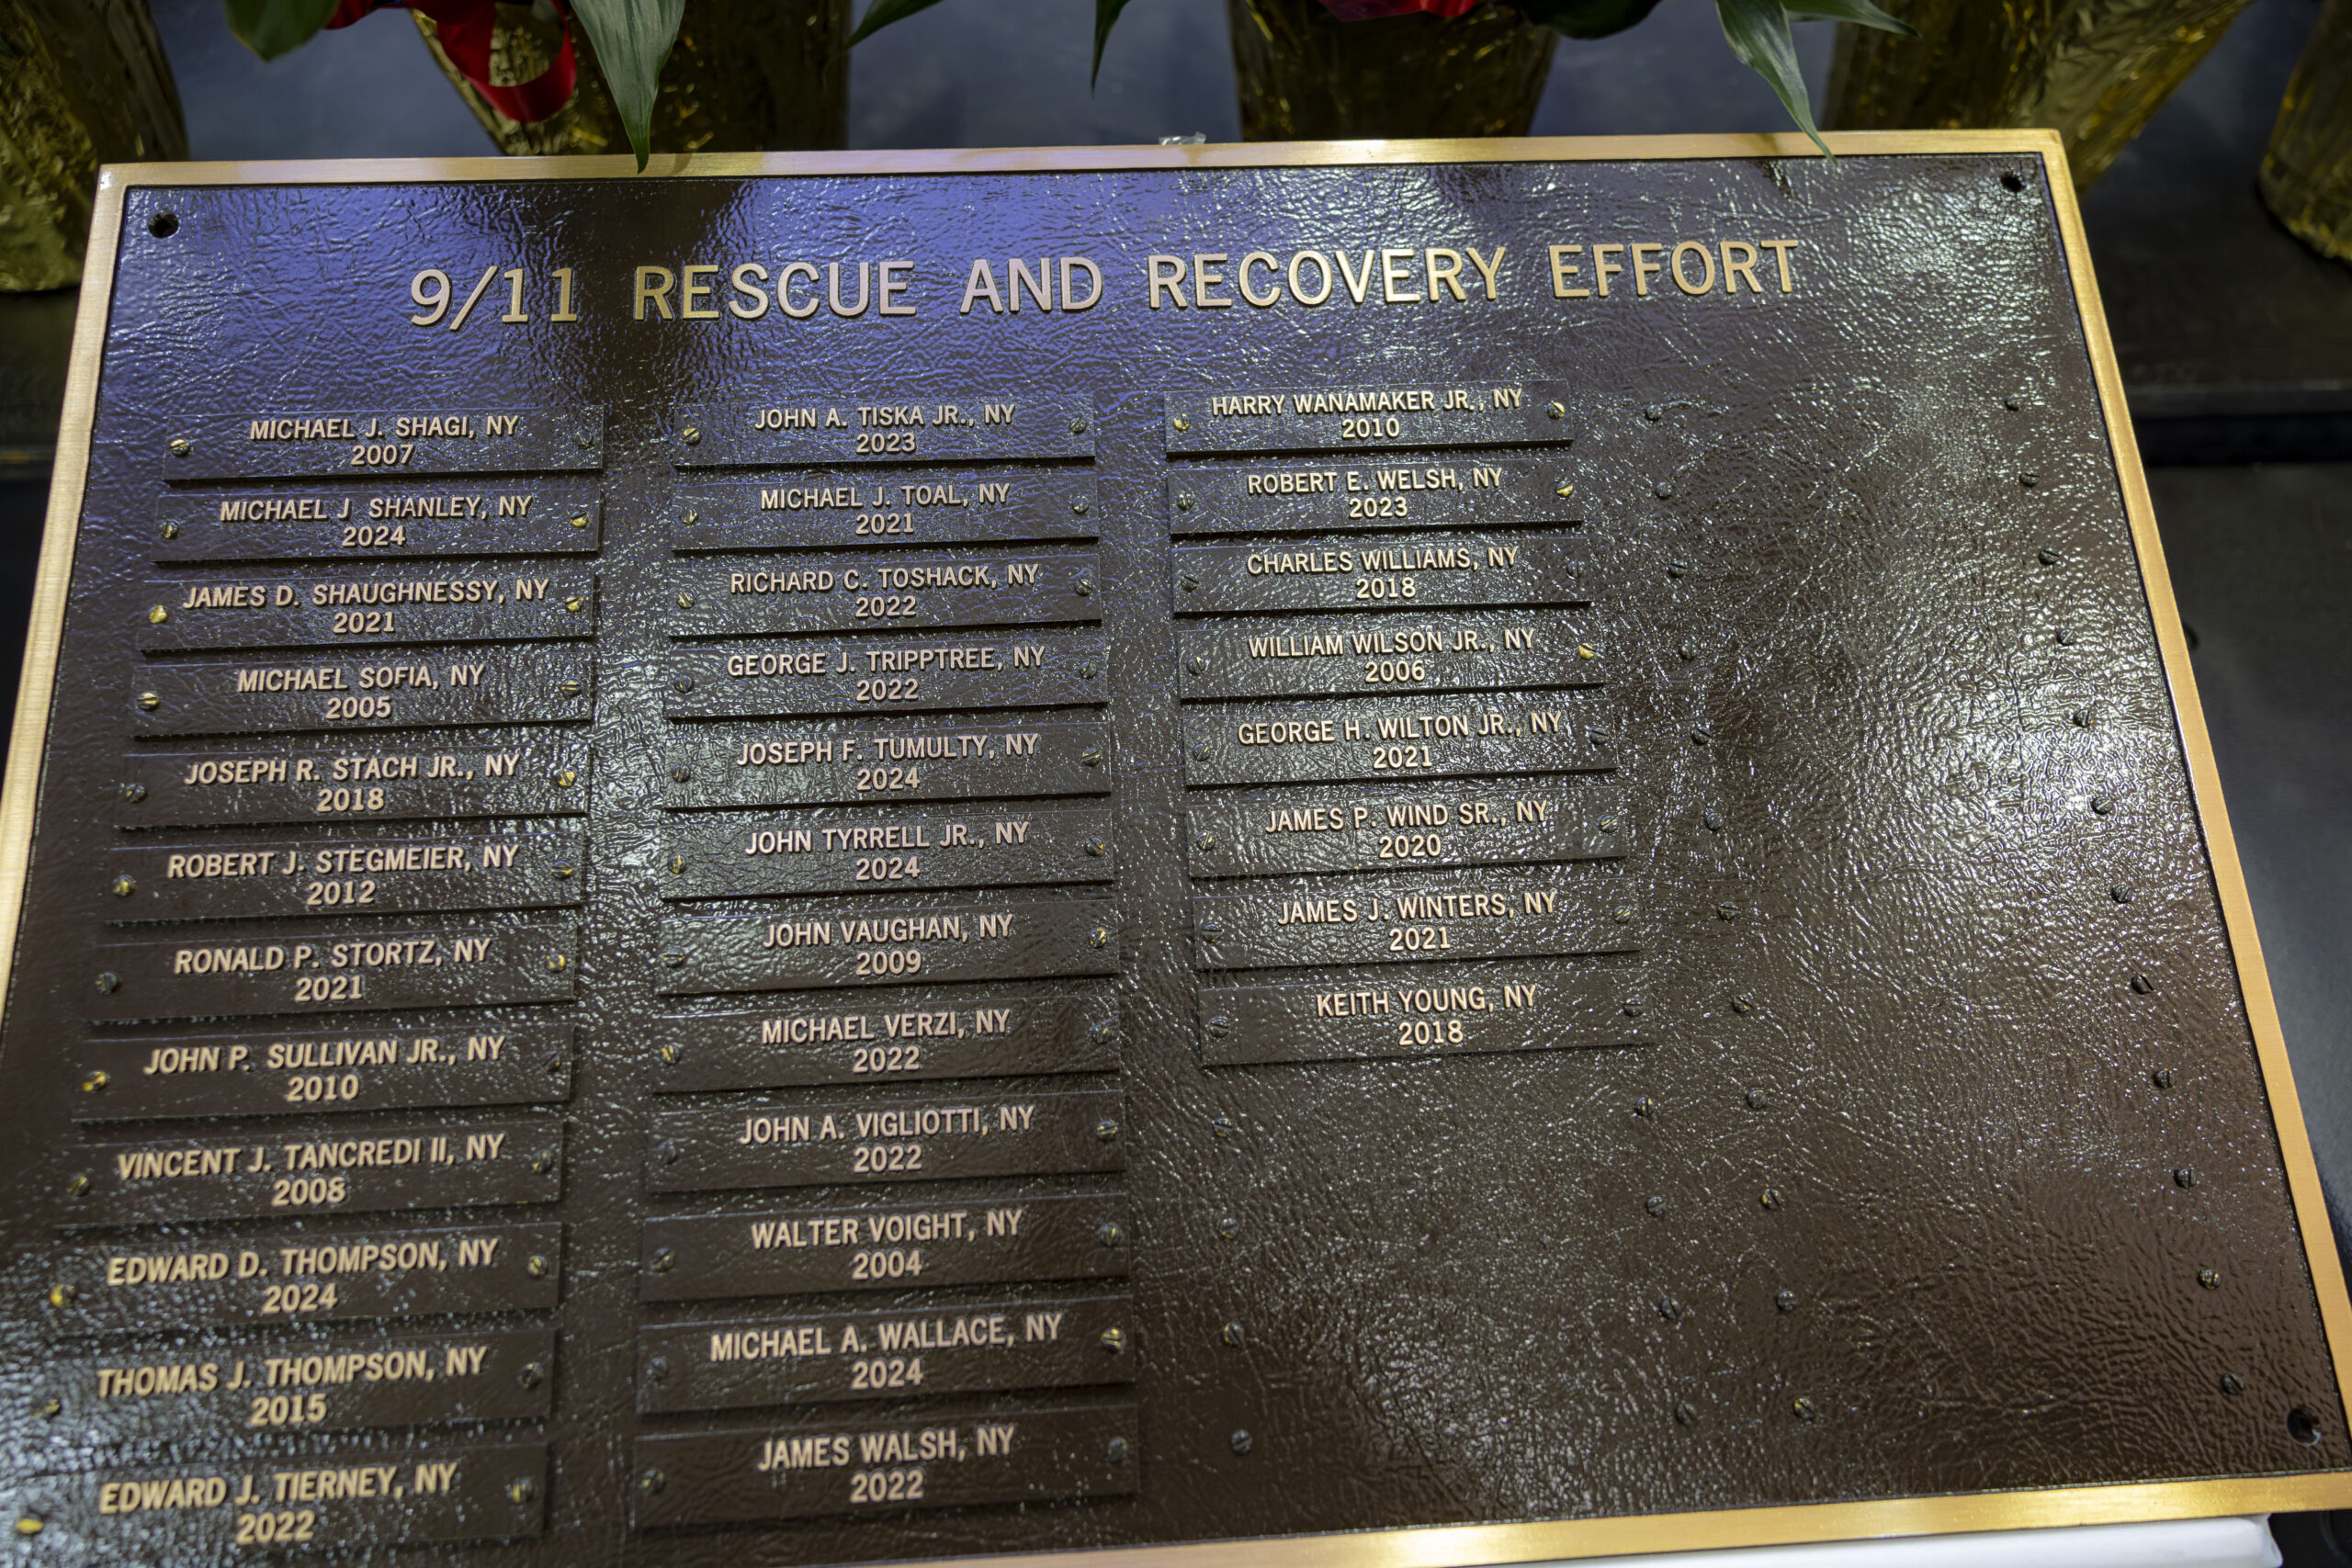 9/11 RESCUE AND RECOVERY EFFORT
MICHAEL J. SHAGI, NY
2007
MICHAEL J SHANLEY, NY
2024
JAMES D. SHAUGHNESSY, NY
2021
MICHAEL SOFIA, NY
2005
JOSEPH R. STACH JR., NY
2018
ROBERT J. STEGMEIER, NY
2012
RONALD P. STORTZ, NY
2021
JOHN P. SULLIVAN JR., NY
2010
VINCENT J. TANCREDI II, NY
2008
EDWARD D. THOMPSON, NY
2024
THOMAS J. THOMPSON, NY
2015
EDWARD J. TIERNEY, NY
2022
JOHN A. TISKA JR., NY
2023
MICHAEL J. TOAL, NY
2021
RICHARD C. TOSHACK, NY
2022
GEORGE J. TRIPPTREE, NY
2022
JOSEPH F. TUMULTY, NY
2024
JOHN TYRRELL JR., NY
2024
JOHN VAUGHAN, NY
2009
MICHAEL VERZI, NY
2022
JOHN A. VIGLIOTTI, NY
2022
WALTER VOIGHT, NY
2004
MICHAEL A. WALLACE, NY
2024
JAMES WALSH, NY
2022
HARRY WANAMAKER JR., NY
2010
ROBERT E. WELSH, NY
2023
CHARLES WILLIAMS, NY
2018
WILLIAM WILSON JR., NY
2006
GEORGE H. WILTON JR., NY
2021
JAMES P. WIND SR., NY
2020
JAMES J. WINTERS, NY
2021
KEITH YOUNG, NY
2018